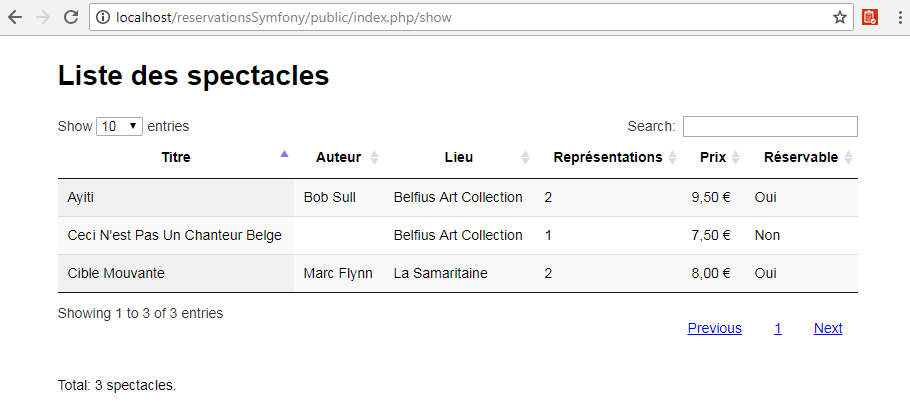 localhost/reservationsSymfony/public/index.php/show
Liste des spectacles
Show 10 entries Search:
Titre Auteur Lieu Représentations Prix Réservable
Ayiti Bob Sull Belfius Art Collection 2 9,50 € Oui
Ceci N'est Pas Un Chanteur Belge Belfius Art Collection 1 7,50 € Non
Cible Mouvante Marc Flynn La Samaritaine 2 8,00 € Oui
Showing 1 to 3 of 3 entries
Previous 1 Next
Total: 3 spectacles.